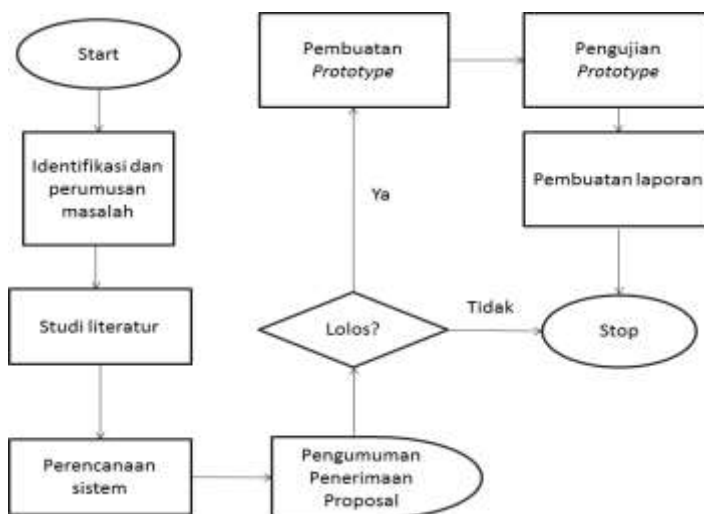 Start
Identifikasi dan
perumusan
masalah
Studi literatur
Perencanaan
sistem
Pengumuman
Penerimaan
Proposal
Lolos?
Ya
Tidak
Pembuatan
Prototype
Pengujian
Prototype
Pembuatan laporan
Stop